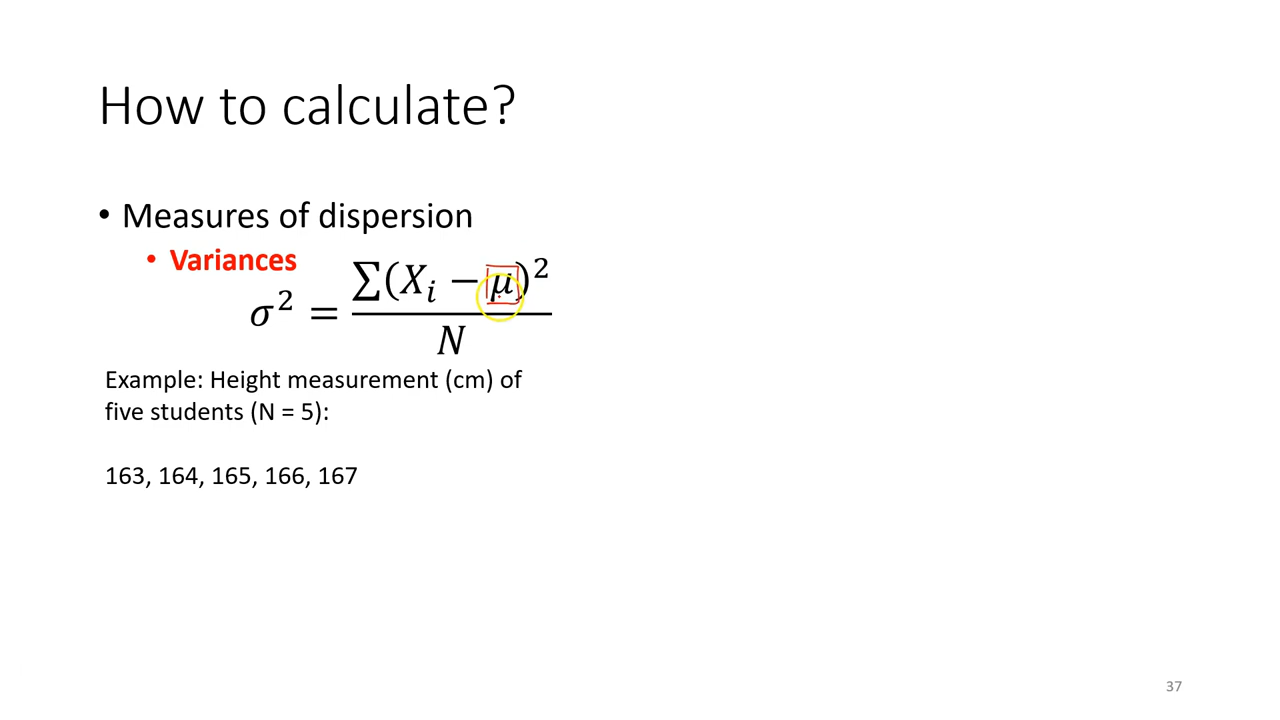 How to calculate?
• Measures of dispersion
• Variances
σ² = ∑(Xᵢ − μ)² / N
Example: Height measurement (cm) of
five students (N = 5):
163, 164, 165, 166, 167
37